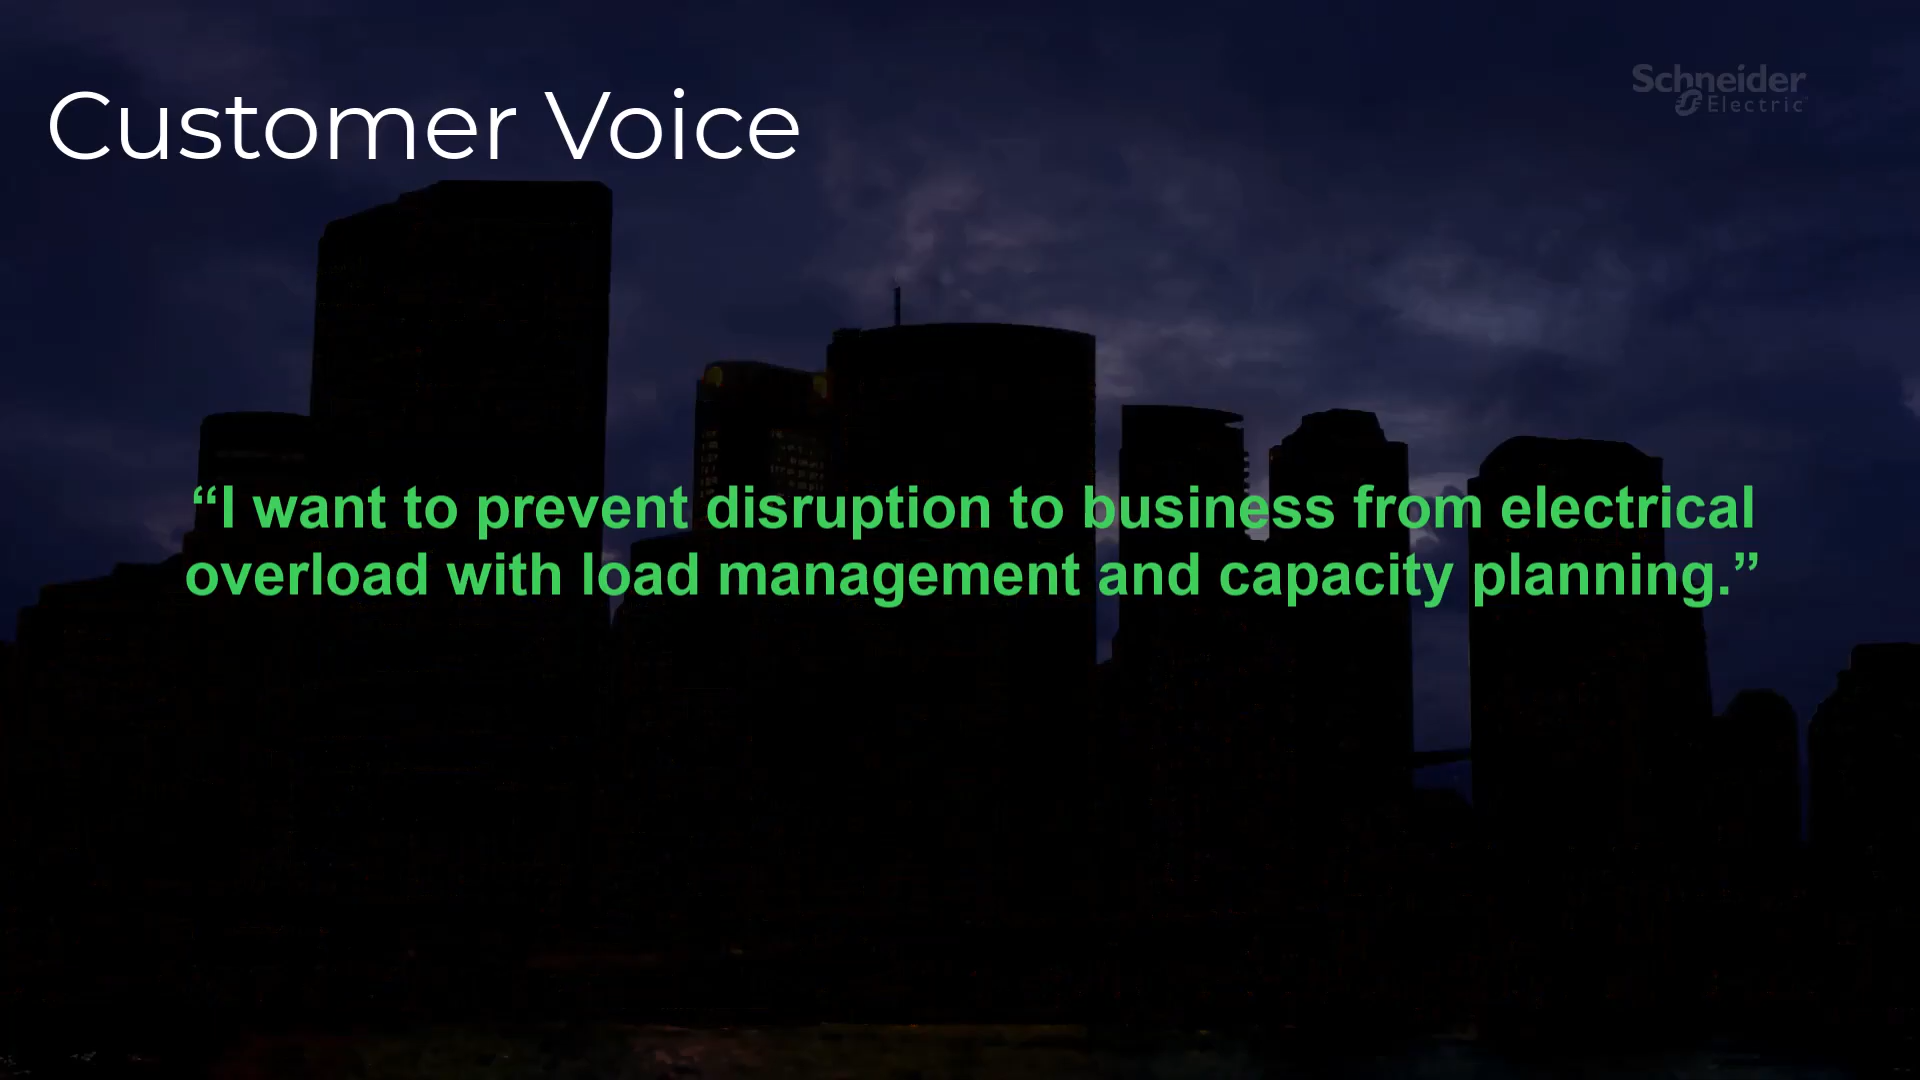 Customer Voice
Schneider
Electric
“I want to prevent disruption to business from electrical
overload with load management and capacity planning.”